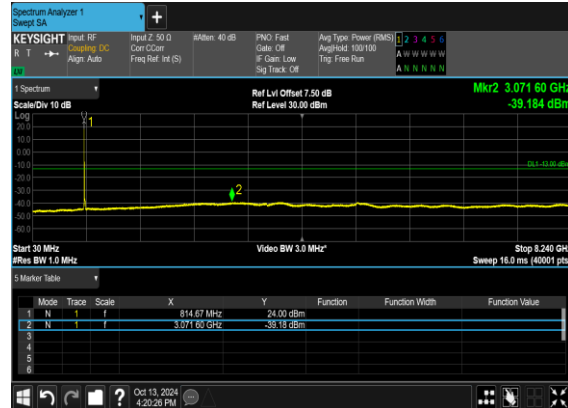 Spectrum Analyzer 1
Swept SA
KEYSIGHT Input: RF Input Z: 50 Ω #Atten: 40 dB PNO: Fast Avg Type: Power (RMS) 1 2 3 4 5 6
R T Coupling: DC Corr CCorr Gate: Off Avg|Hold: 100/100 A W W W W W
Align: Auto Freq Ref: Int (S) IF Gain: Low Trig: Free Run
LNI Sig Track: Off A N N N N N
1 Spectrum Ref Lvl Offset 7.50 dB Mkr2 3.071 60 GHz
Scale/Div 10 dB Ref Level 30.00 dBm -39.184 dBm
Log
1
20.0
10.0
0.00
-10.0
DL1 -13.00 dBm
-20.0
-30.0
2
-40.0
-50.0
-60.0
Start 30 MHz Video BW 3.0 MHz* Stop 8.240 GHz
#Res BW 1.0 MHz Sweep 16.0 ms (40001 pts)
5 Marker Table
Mode Trace Scale X Y Function Function Width Function Value
1 N 1 f 814.67 MHz 24.00 dBm
2 N 1 f 3.071 60 GHz -39.18 dBm
3
4
5
6
? Oct 13, 2024
4:20:26 PM